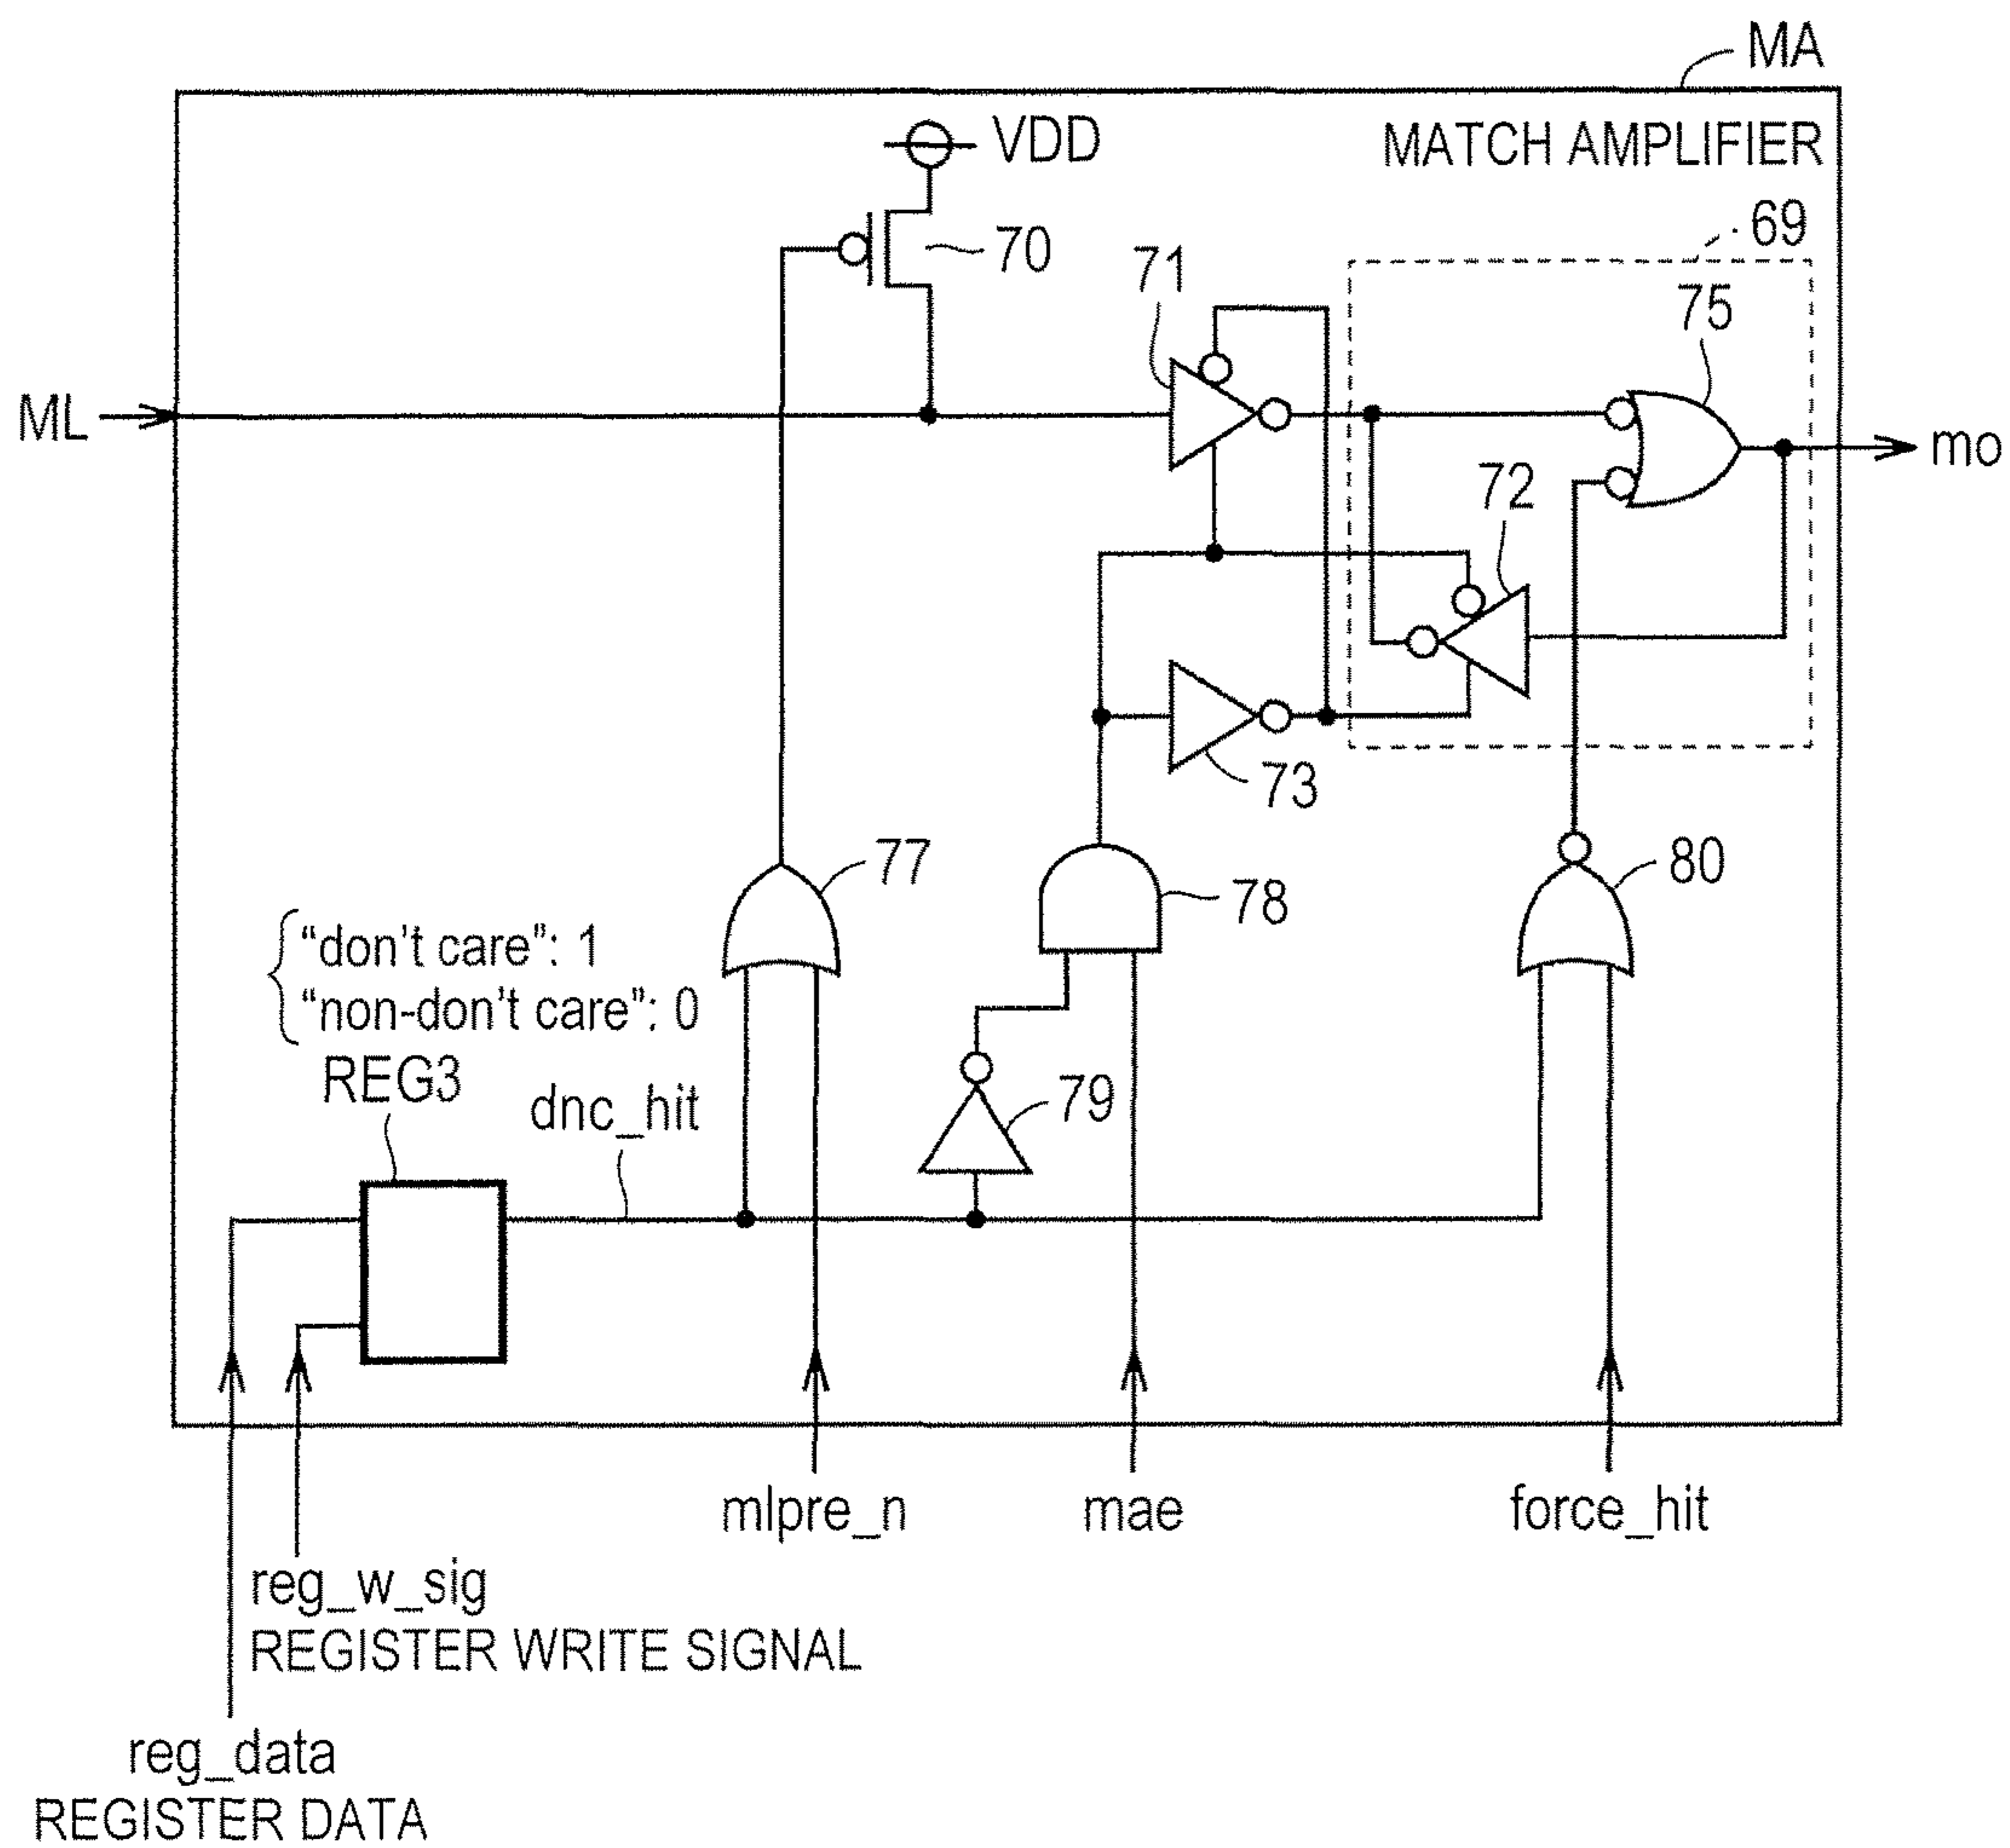 MA
VDD
MATCH AMPLIFIER
69
70
71
75
ML
mo
72
73
77
78
80
"don't care": 1
"non-don't care": 0
REG3
dnc_hit
79
mlpre_n
mae
force_hit
reg_w_sig
REGISTER WRITE SIGNAL
reg_data
REGISTER DATA